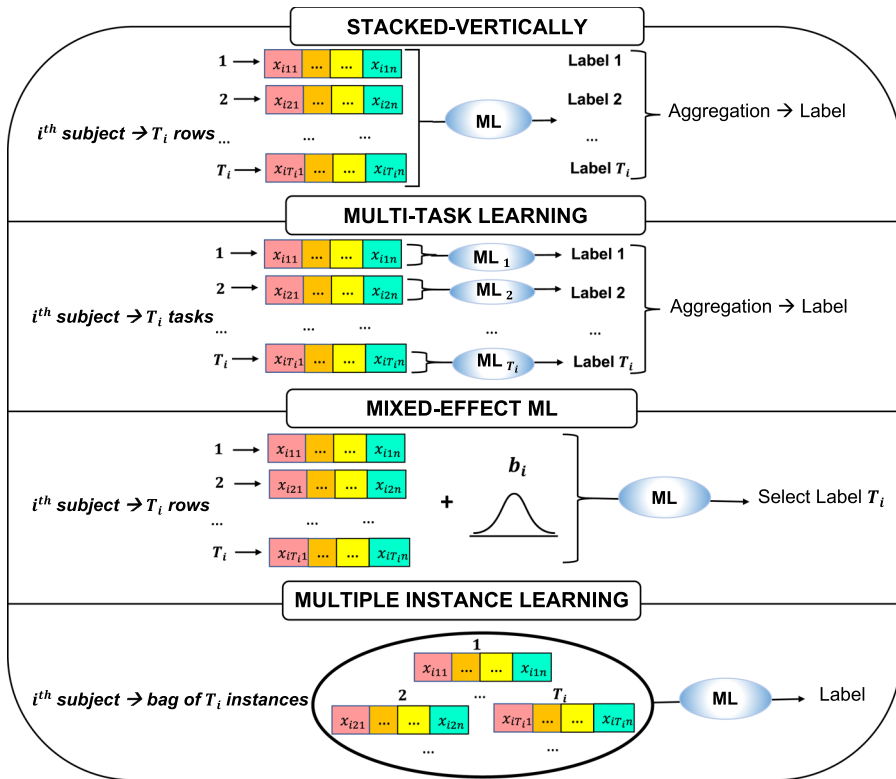 STACKED-VERTICALLY
1 → x_{i11} ... ... x_{i1n} Label 1
2 → x_{i21} ... ... x_{i2n} Label 2
i^{th} subject → T_i rows ... ... ... ML ... Aggregation → Label
T_i → x_{iT_i1} ... ... x_{iT_in} Label T_i
MULTI-TASK LEARNING
1 → x_{i11} ... ... x_{i1n} ML_1 Label 1
2 → x_{i21} ... ... x_{i2n} ML_2 Label 2
i^{th} subject → T_i tasks ... ... ... ... ... Aggregation → Label
T_i → x_{iT_i1} ... ... x_{iT_in} ML_{T_i} Label T_i
MIXED-EFFECT ML
1 → x_{i11} ... ... x_{i1n} b_i
2 → x_{i21} ... ... x_{i2n}
i^{th} subject → T_i rows ... ... ... + ML Select Label T_i
T_i → x_{iT_i1} ... ... x_{iT_in}
MULTIPLE INSTANCE LEARNING
1
x_{i11} ... ... x_{i1n}
i^{th} subject → bag of T_i instances 2 ... T_i ML Label
x_{i21} ... ... x_{i2n} x_{iT_i1} ... ... x_{iT_in}
... ...